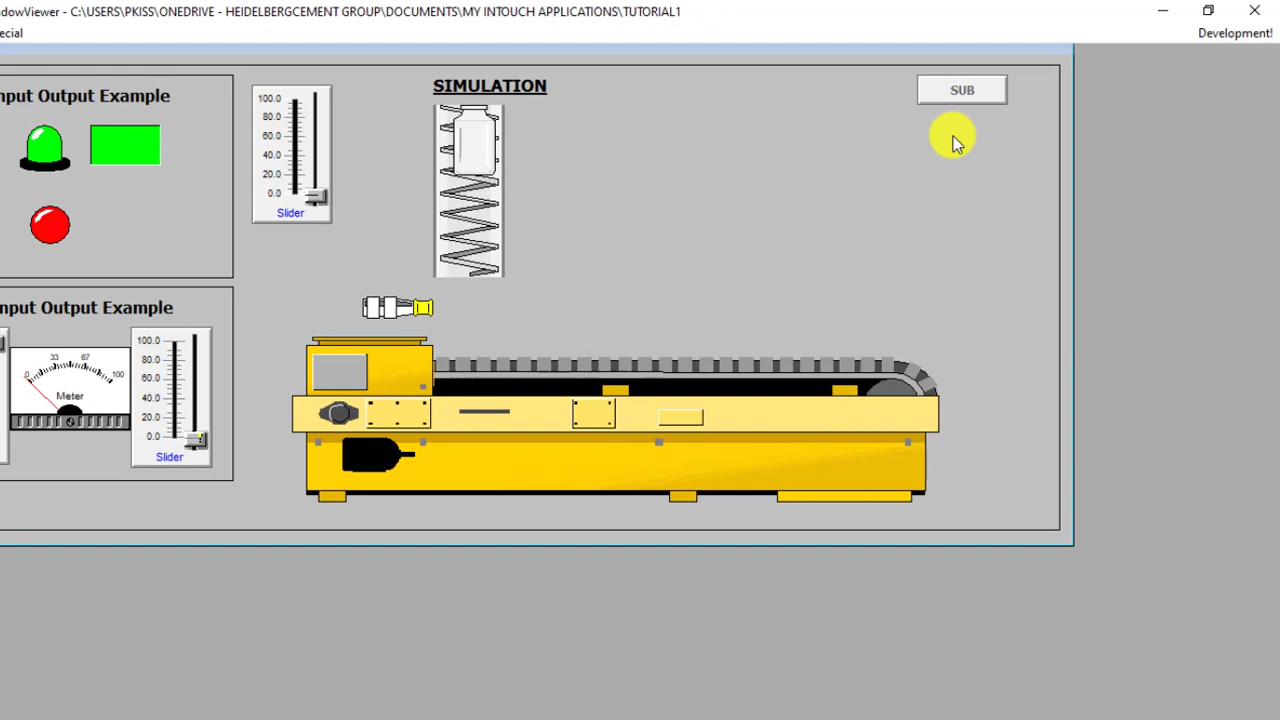 ndowViewer - C:\USERS\PKISS\ONEDRIVE - HEIDELBERGCEMENT GROUP\DOCUMENTS\MY INTOUCH APPLICATIONS\TUTORIAL1
ecial
Development!
nput Output Example
100.0
80.0
60.0
40.0
20.0
0.0
Slider
SIMULATION
SUB
nput Output Example
0
33
67
100
Meter
100.0
80.0
60.0
40.0
20.0
0.0
Slider